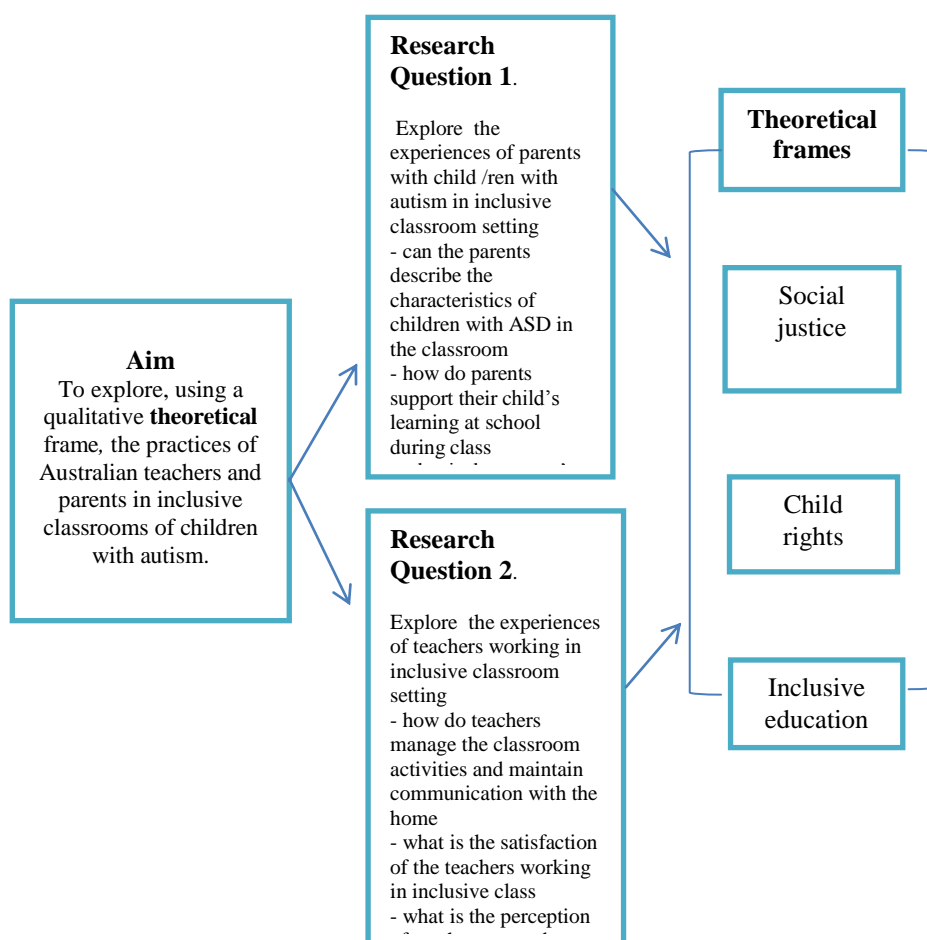 Aim
To explore, using a
qualitative theoretical
frame, the practices of
Australian teachers and
parents in inclusive
classrooms of children
with autism.
Research
Question 1.
Explore the
experiences of parents
with child /ren with
autism in inclusive
classroom setting
- can the parents
describe the
characteristics of
children with ASD in
the classroom
- how do parents
support their child’s
learning at school
during class
Research
Question 2.
Explore the experiences
of teachers working in
inclusive classroom
setting
- how do teachers
manage the classroom
activities and maintain
communication with the
home
- what is the satisfaction
of the teachers working
in inclusive class
- what is the perception
Theoretical
frames
Social
justice
Child
rights
Inclusive
education